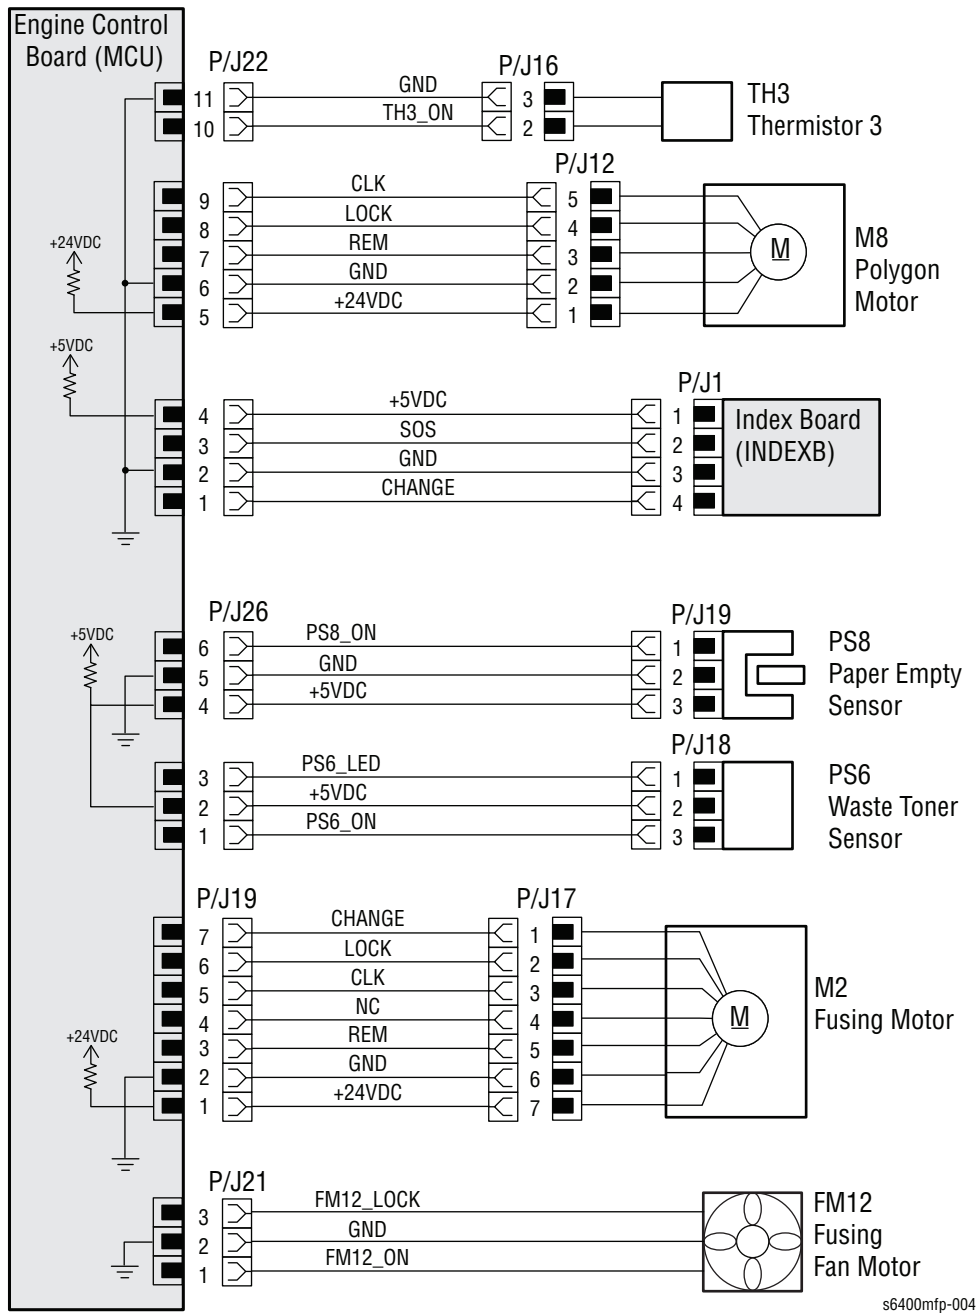 Engine Control
Board (MCU)
P/J22
P/J16
11
GND
3
TH3
10
TH3_ON
2
Thermistor 3
P/J12
9
CLK
5
8
LOCK
4
+24VDC
7
REM
3
M
M8
Polygon
Motor
6
GND
2
5
+24VDC
1
+5VDC
P/J1
4
+5VDC
1
Index Board
(INDEXB)
3
SOS
2
2
GND
3
1
CHANGE
4
P/J26
P/J19
+5VDC
6
PS8_ON
1
PS8
Paper Empty
Sensor
5
GND
2
4
+5VDC
3
P/J18
3
PS6_LED
1
PS6
Waste Toner
Sensor
2
+5VDC
2
1
PS6_ON
3
P/J19
P/J17
7
CHANGE
1
6
LOCK
2
5
CLK
3
M2
Fusing Motor
4
NC
4
M
+24VDC
3
REM
5
2
GND
6
1
+24VDC
7
P/J21
3
FM12_LOCK
FM12
Fusing
Fan Motor
2
GND
1
FM12_ON
s6400mfp-004